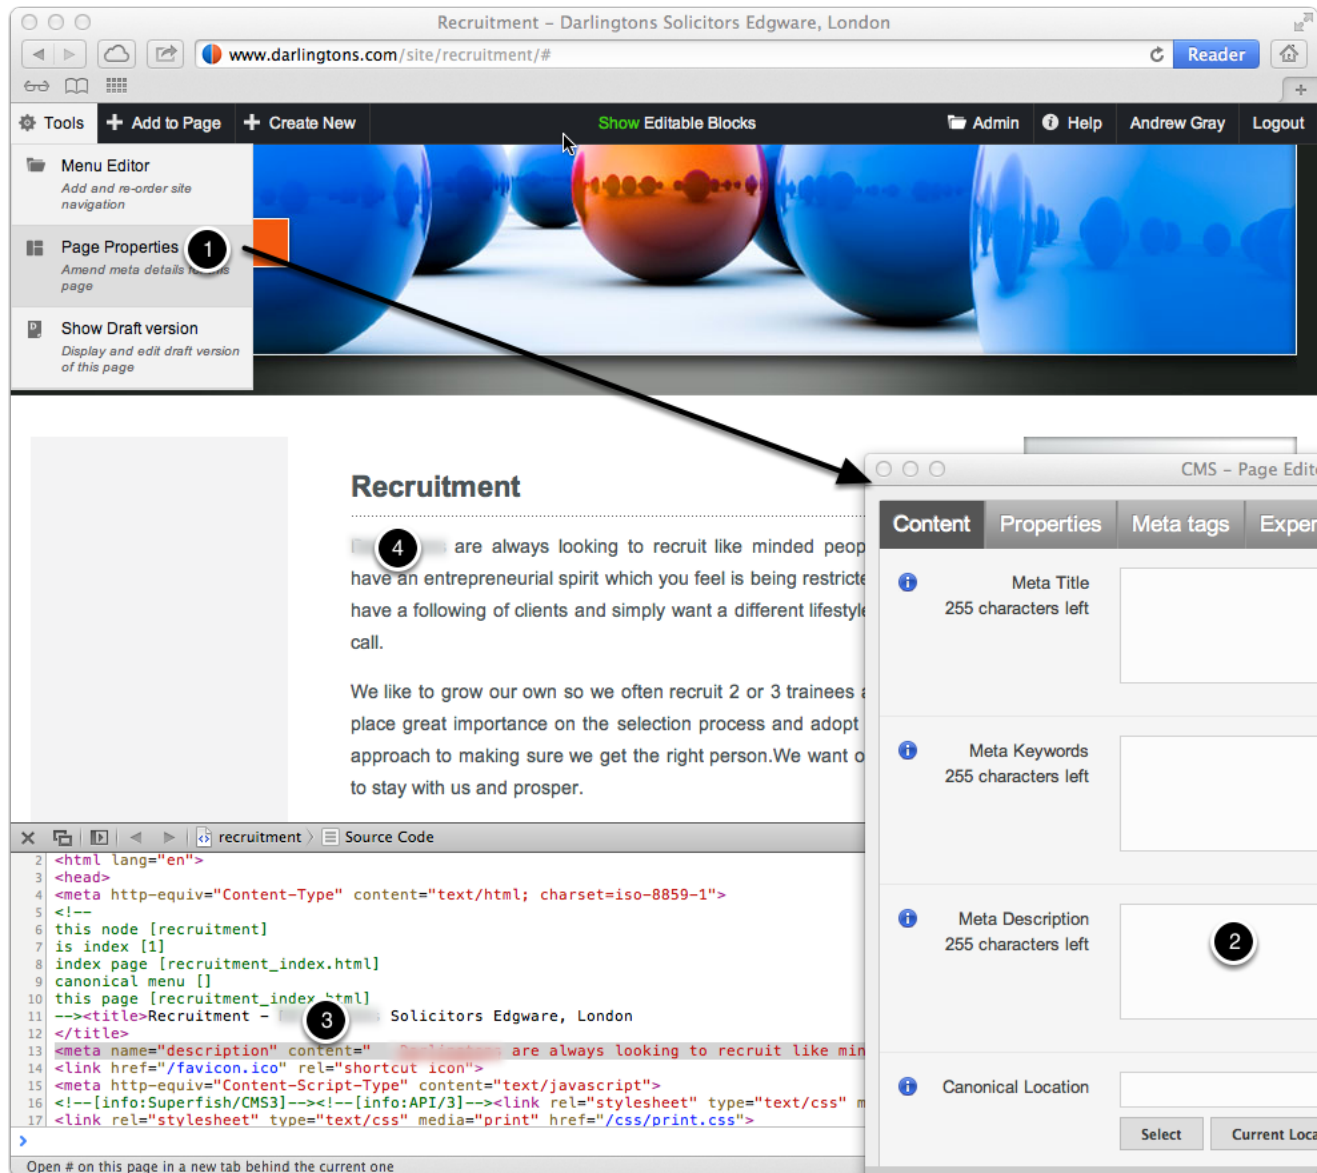 Recruitment – Darlingtons Solicitors Edgware, London
www.darlingtons.com/site/recruitment/#
Reader
Tools
Add to Page
Create New
Show Editable Blocks
Admin
Help
Andrew Gray
Logout
Menu Editor
Add and re-order site
navigation
Page Properties
1
Amend meta details for this
page
Show Draft version
Display and edit draft version
of this page
Recruitment
4
are always looking to recruit like minded peop
have an entrepreneurial spirit which you feel is being restricte
have a following of clients and simply want a different lifestyle
call.
We like to grow our own so we often recruit 2 or 3 trainees a
place great importance on the selection process and adopt
approach to making sure we get the right person.We want o
to stay with us and prosper.
CMS – Page Edit
Content
Properties
Meta tags
Exper
Meta Title
255 characters left
Meta Keywords
255 characters left
Meta Description
255 characters left
2
Canonical Location
Select
Current Loca
recruitment
Source Code
2 <html lang="en">
3 <head>
4 <meta http-equiv="Content-Type" content="text/html; charset=iso-8859-1">
5 <!--
6 this node [recruitment]
7 is index [1]
8 index page [recruitment_index.html]
9 canonical menu []
10 this page [recruitment_index.html]
11 --><title>Recruitment – Solicitors Edgware, London
3
12 </title>
13 <meta name="description" content=" Darlingtons are always looking to recruit like min
14 <link href="/favicon.ico" rel="shortcut icon">
15 <meta http-equiv="Content-Script-Type" content="text/javascript">
16 <!--[info:Superfish/CMS3]--><!--[info:API/3]--><link rel="stylesheet" type="text/css" m
17 <link rel="stylesheet" type="text/css" media="print" href="/css/print.css">
Open # on this page in a new tab behind the current one